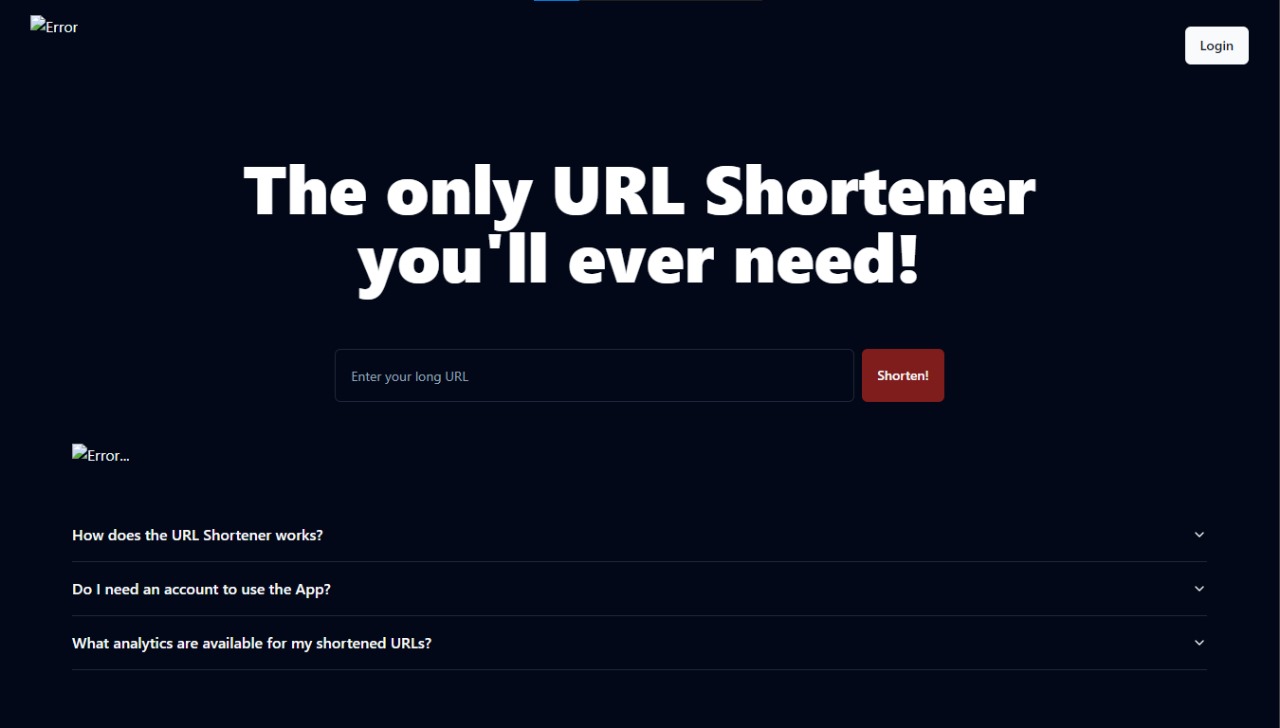 Error
Login
The only URL Shortener
you'll ever need!
Enter your long URL
Shorten!
Error...
How does the URL Shortener works?
Do I need an account to use the App?
What analytics are available for my shortened URLs?